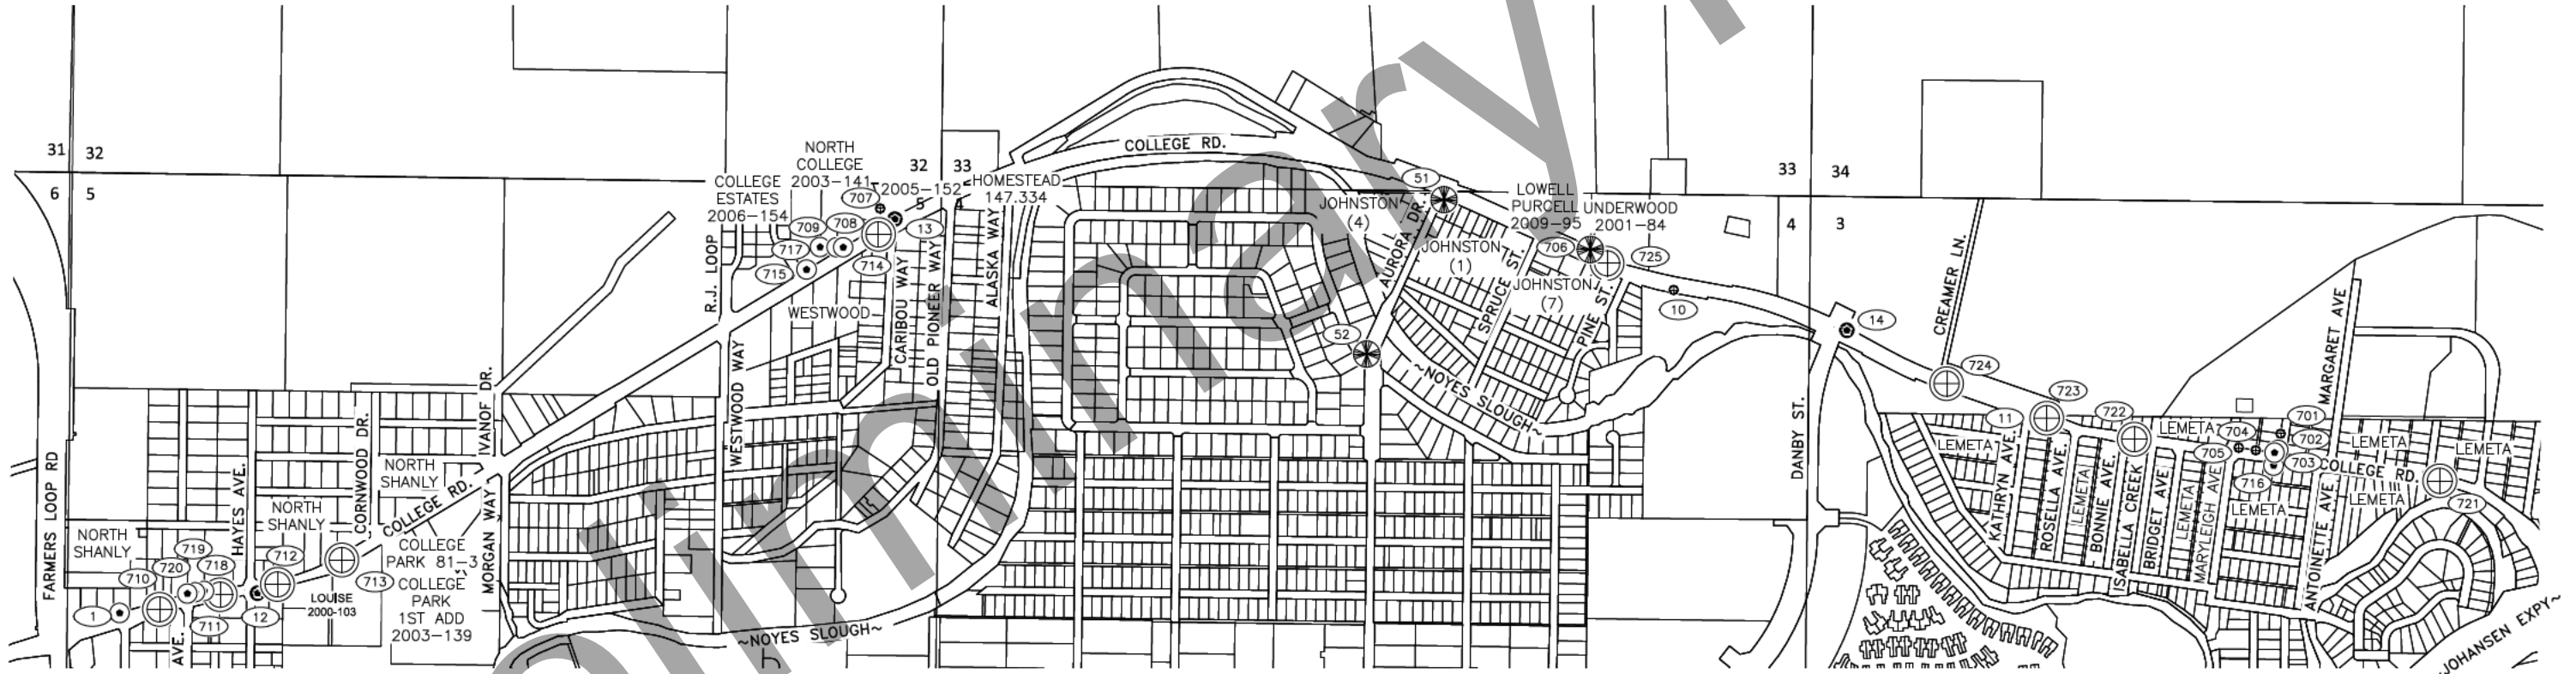 Preliminary
31
32
6
5
32
33
5
4
33
34
4
3
COLLEGE RD.
NORTH
COLLEGE
2003-141
707
2005-152
HOMESTEAD
147.334
COLLEGE
ESTATES
2006-154
709
708
717
715
714
13
R.J. LOOP
WESTWOOD
CARIBOU WAY
OLD PIONEER WAY
ALASKA WAY
WESTWOOD WAY
51
JOHNSTON
(4)
AURORA DR.
JOHNSTON
(1)
LOWELL
PURCELL
2009-95
UNDERWOOD
2001-84
706
725
SPRUCE ST.
JOHNSTON
(7)
PINE ST.
10
52
~NOYES SLOUGH~
14
DANBY ST.
CREAMER LN.
724
723
722
11
LEMETA
KATHRYN AVE.
ROSELLA AVE.
LEMETA
BONNIE AVE.
ISABELLA CREEK
BRIDGET AVE.
LEMETA
MARYLEIGH AVE
LEMETA
704
701
702
705
703
716
LEMETA
MARGARET AVE
LEMETA
COLLEGE RD.
LEMETA
ANTOINETTE AVE.
LEMETA
721
JOHANSEN EXPY~
FARMERS LOOP RD
NORTH
SHANLY
719
720
718
710
1
711
AVE.
HAYES AVE.
NORTH
SHANLY
712
12
CORNWOOD DR.
713
LOUISE
2000-103
NORTH
SHANLY
COLLEGE RD.
IVANOF DR.
COLLEGE
PARK 81-3
COLLEGE
PARK
1ST ADD
2003-139
MORGAN WAY
~NOYES SLOUGH~